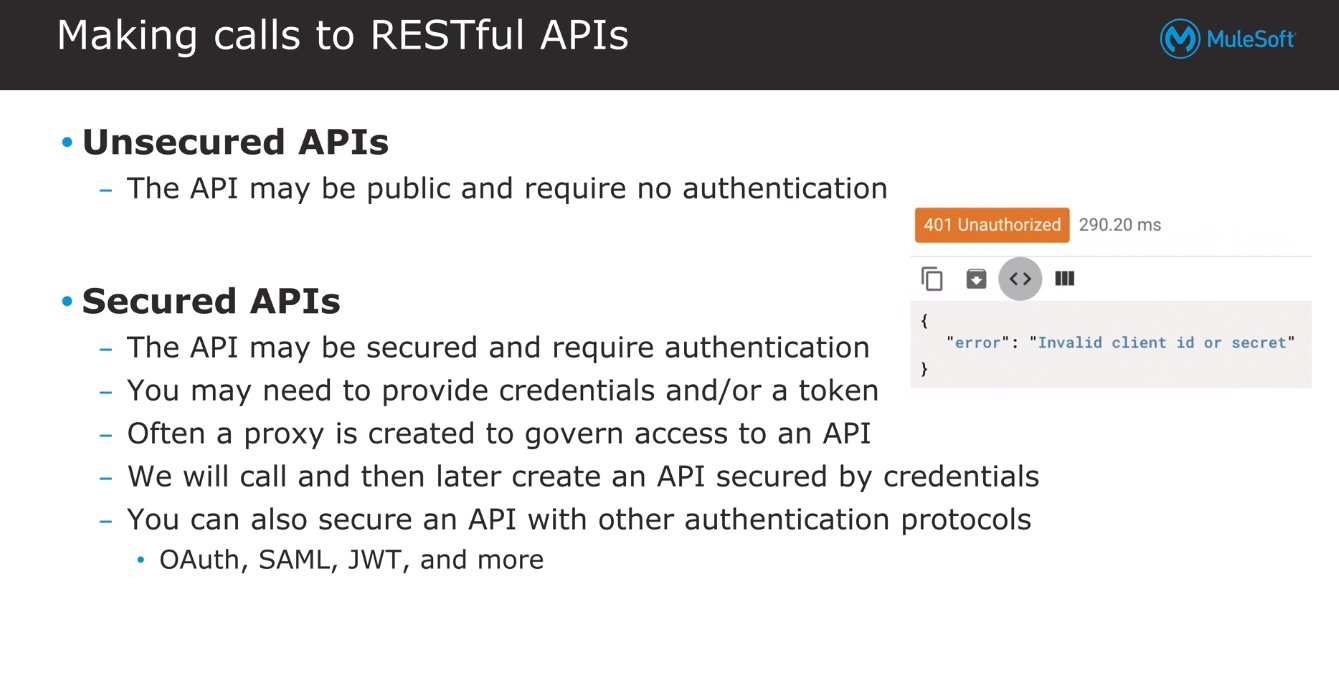 Making calls to RESTful APIs
MuleSoft
• Unsecured APIs
– The API may be public and require no authentication
401 Unauthorized 290.20 ms
{
"error": "Invalid client id or secret"
}
• Secured APIs
– The API may be secured and require authentication
– You may need to provide credentials and/or a token
– Often a proxy is created to govern access to an API
– We will call and then later create an API secured by credentials
– You can also secure an API with other authentication protocols
• OAuth, SAML, JWT, and more